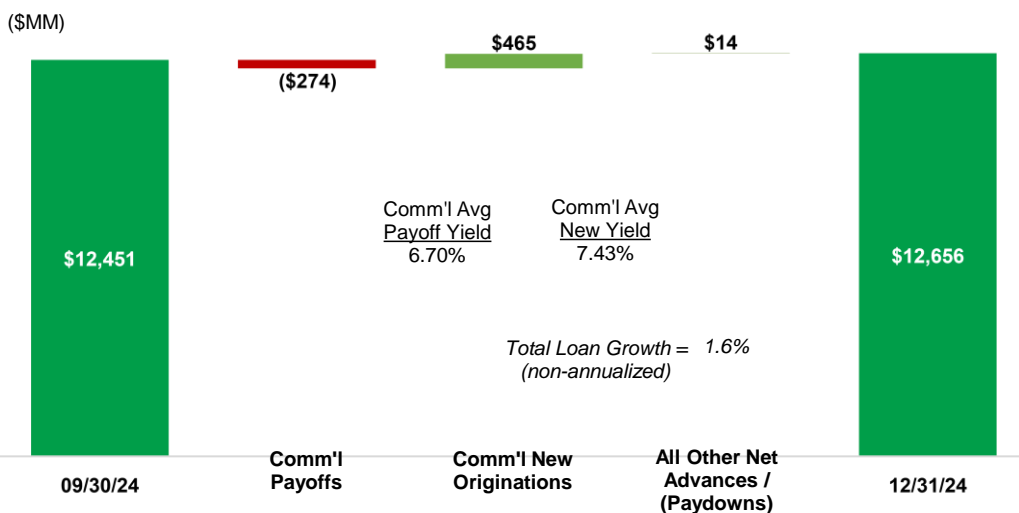 ($MM)
$465
$14
($274)
Comm'l Avg
Payoff Yield
6.70%
Comm'l Avg
New Yield
7.43%
$12,451
$12,656
Total Loan Growth = 1.6%
(non-annualized)
09/30/24
Comm'l
Payoffs
Comm'l New
Originations
All Other Net
Advances /
(Paydowns)
12/31/24